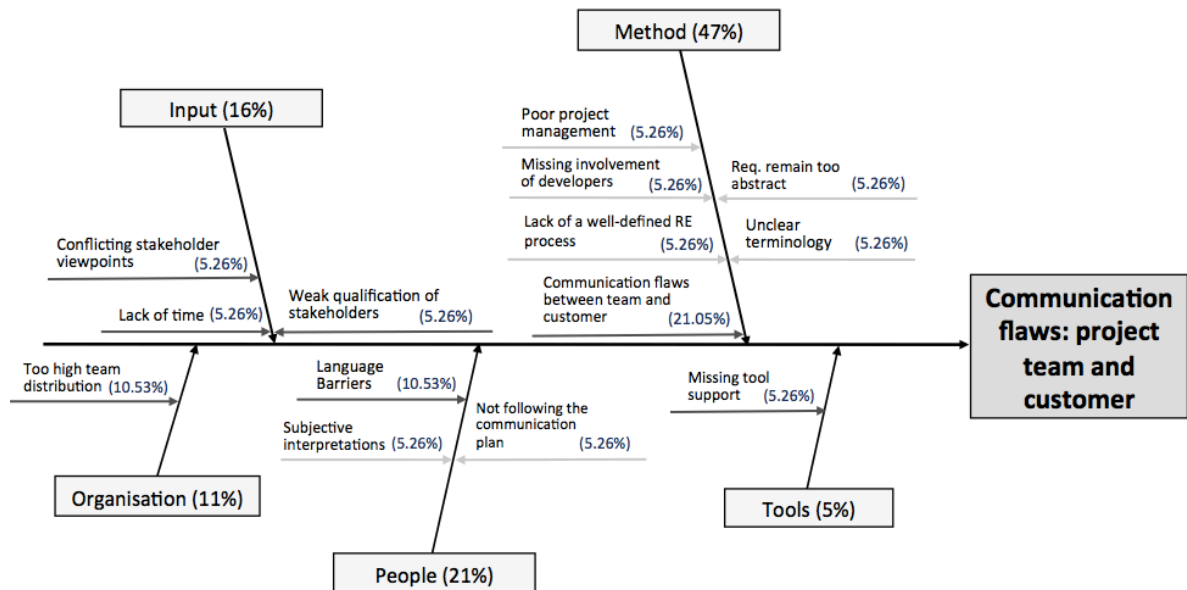 Method (47%)
Input (16%)
Poor project
management (5.26%)
Missing involvement
of developers (5.26%)
Req. remain too
abstract (5.26%)
Lack of a well-defined RE
process (5.26%)
Unclear
terminology (5.26%)
Conflicting stakeholder
viewpoints (5.26%)
Communication flaws
between team and
customer (21.05%)
Lack of time (5.26%)
Weak qualification of
stakeholders (5.26%)
Communication
flaws: project
team and
customer
Too high team
distribution (10.53%)
Language
Barriers (10.53%)
Missing tool
support (5.26%)
Subjective
interpretations (5.26%)
Not following the
communication
plan (5.26%)
Organisation (11%)
Tools (5%)
People (21%)